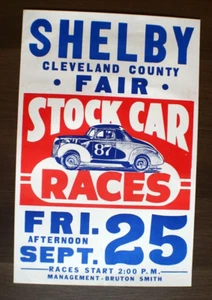 SHELBY
CLEVELAND COUNTY
• FAIR •
STOCK CAR
87
RACES
FRI. 25
AFTERNOON
SEPT.
RACES START 2:00 P.M.
MANAGEMENT - BRUTON SMITH